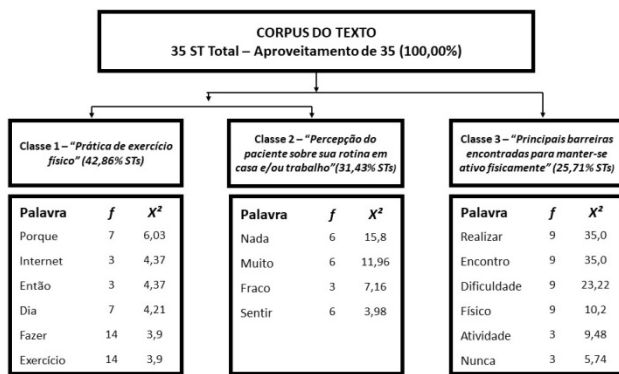 CORPUS DO TEXTO
35 ST Total – Aproveitamento de 35 (100,00%)
Classe 1 – “Prática de exercício
físico” (42,86% STs)
Palavra f X²
Porque 7 6,03
Internet 3 4,37
Então 3 4,37
Dia 7 4,21
Fazer 14 3,9
Exercício 14 3,9
Classe 2 – “Percepção do
paciente sobre sua rotina em
casa e/ou trabalho”(31,43% STs)
Palavra f X²
Nada 6 15,8
Muito 6 11,96
Fraco 3 7,16
Sentir 6 3,98
Classe 3 – “Principais barreiras
encontradas para manter-se
ativo fisicamente” (25,71% STs)
Palavra f X²
Realizar 9 35,0
Encontro 9 35,0
Dificuldade 9 23,22
Físico 9 10,2
Atividade 3 9,48
Nunca 3 5,74